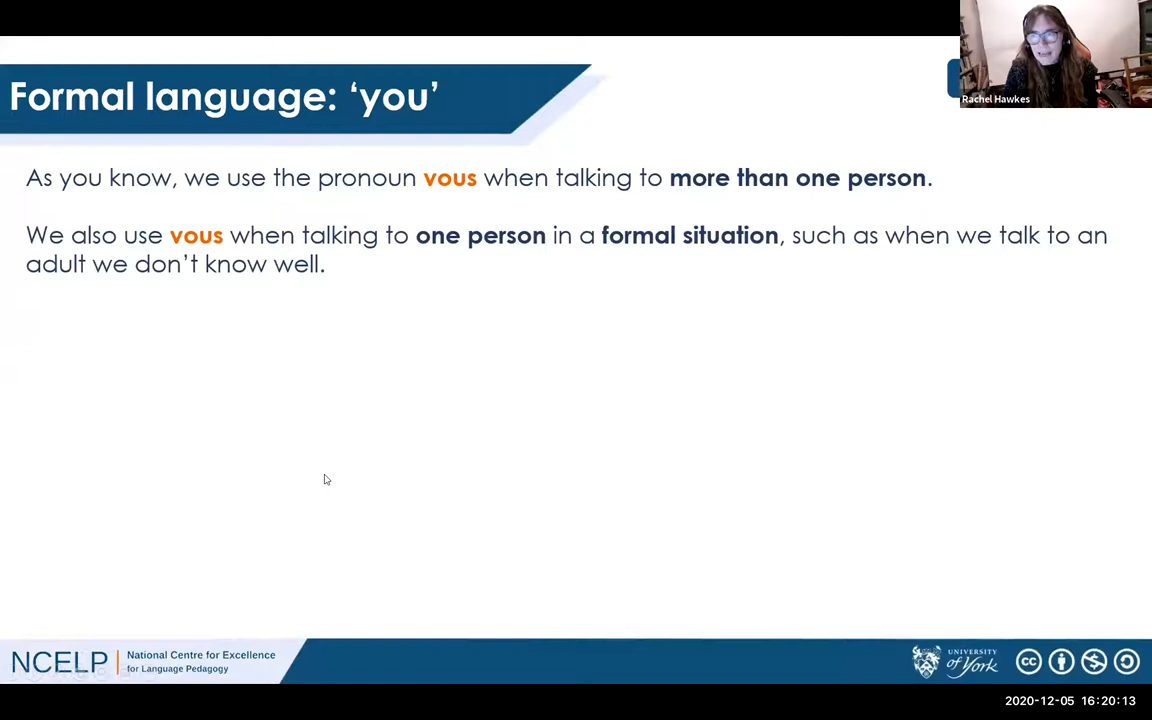 Formal language: ‘you’
Rachel Hawkes
As you know, we use the pronoun vous when talking to more than one person.
We also use vous when talking to one person in a formal situation, such as when we talk to an
adult we don’t know well.
NCELP
National Centre for Excellence
for Language Pedagogy
UNIVERSITY
of York
cc
2020-12-05 16:20:13